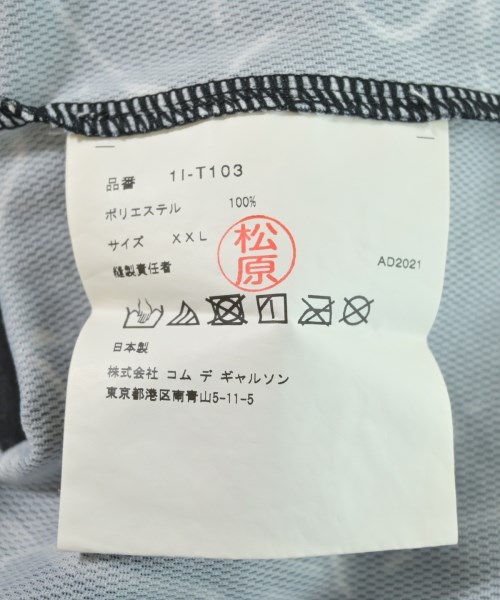 品番 1I-T103
ポリエステル 100%
サイズ XXL
縫製責任者 松原 AD2021
日本製
株式会社 コム デ ギャルソン
東京都港区南青山5-11-5